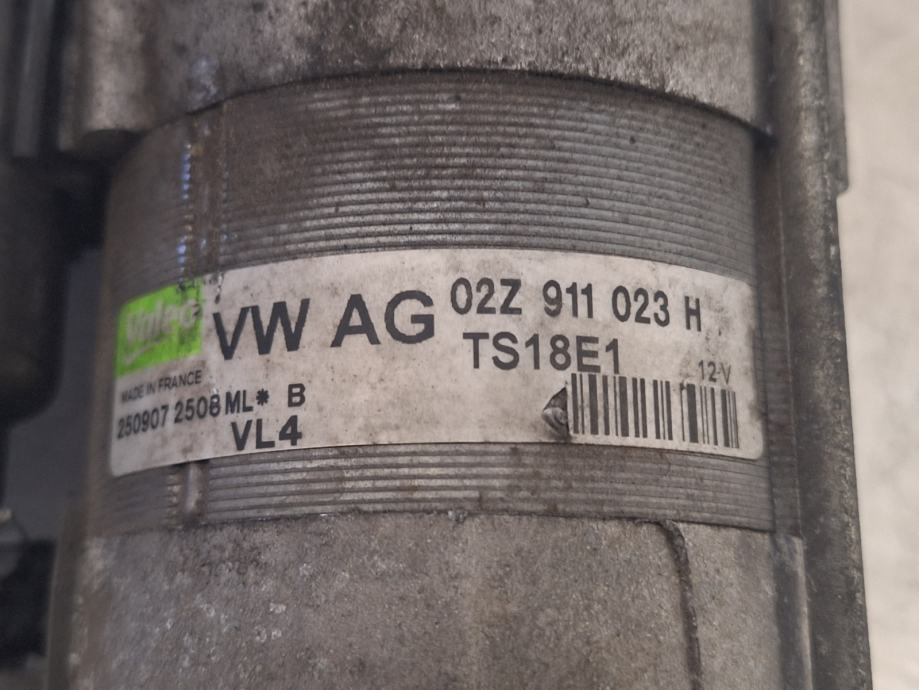 Valeo
VW AG
02Z 911 023 H
TS18E1
12V
MADE IN FRANCE
250907 2508 ML* B
VL4